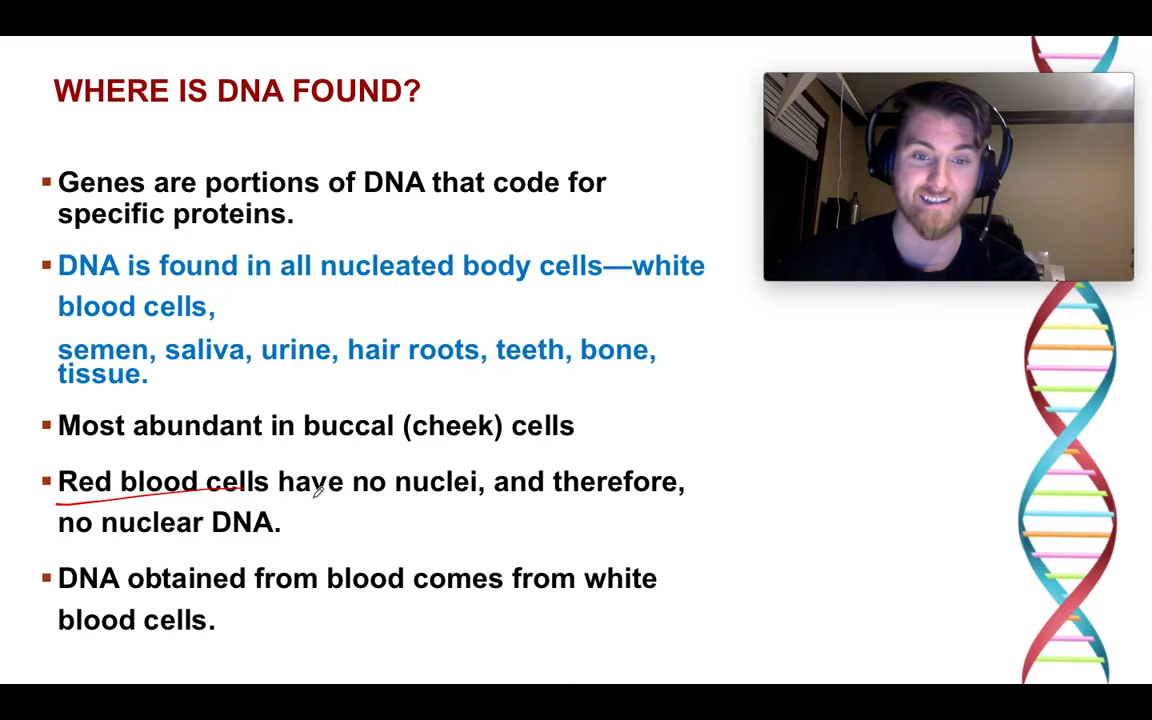 WHERE IS DNA FOUND?
▪Genes are portions of DNA that code for
specific proteins.
▪DNA is found in all nucleated body cells—white
blood cells,
semen, saliva, urine, hair roots, teeth, bone,
tissue.
▪Most abundant in buccal (cheek) cells
▪Red blood cells have no nuclei, and therefore,
no nuclear DNA.
▪DNA obtained from blood comes from white
blood cells.